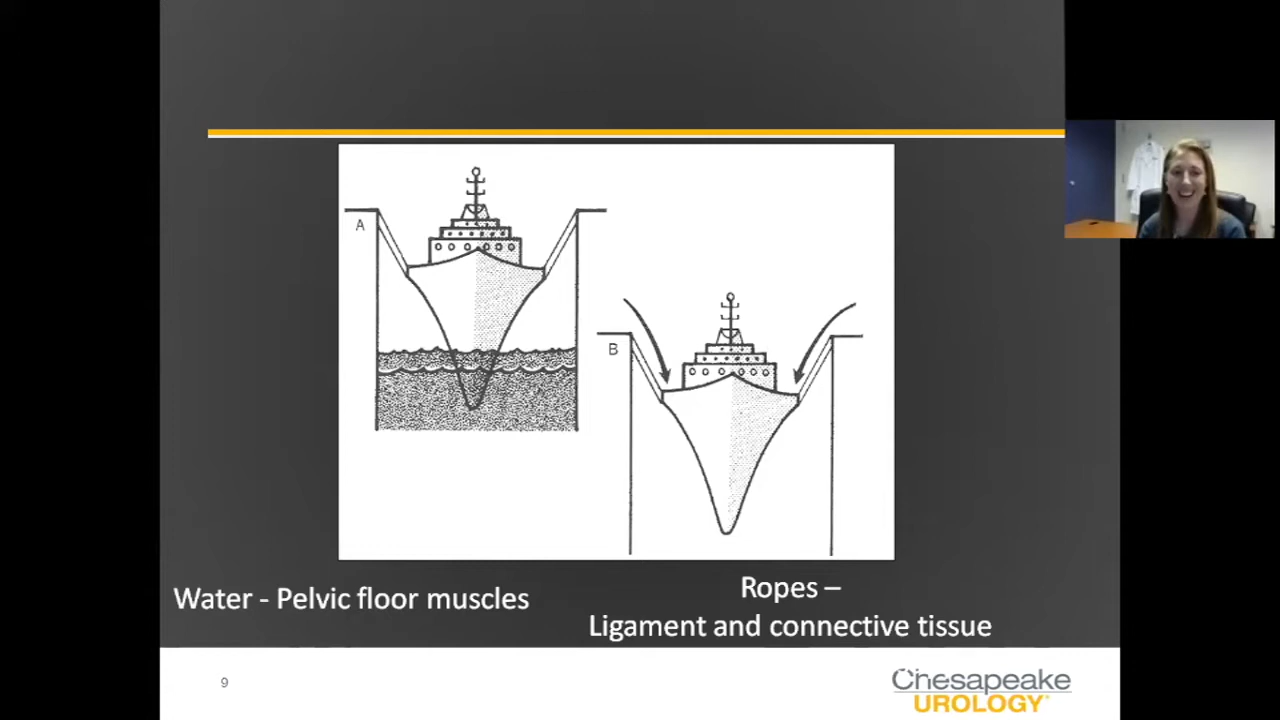 A
B
Water - Pelvic floor muscles
Ropes –
Ligament and connective tissue
9
Chesapeake
UROLOGY